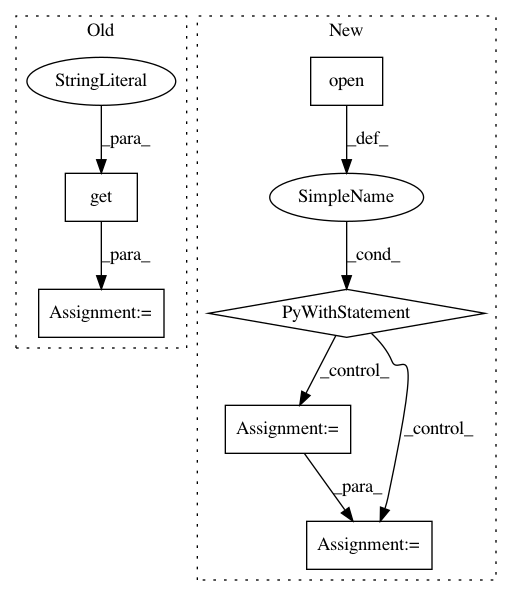 Old
StringLiteral
_para_
get
_para_
Assignment:=
New
open
_def_
SimpleName
_cond_
PyWithStatement
_control_
_control_
Assignment:=
_para_
Assignment:=